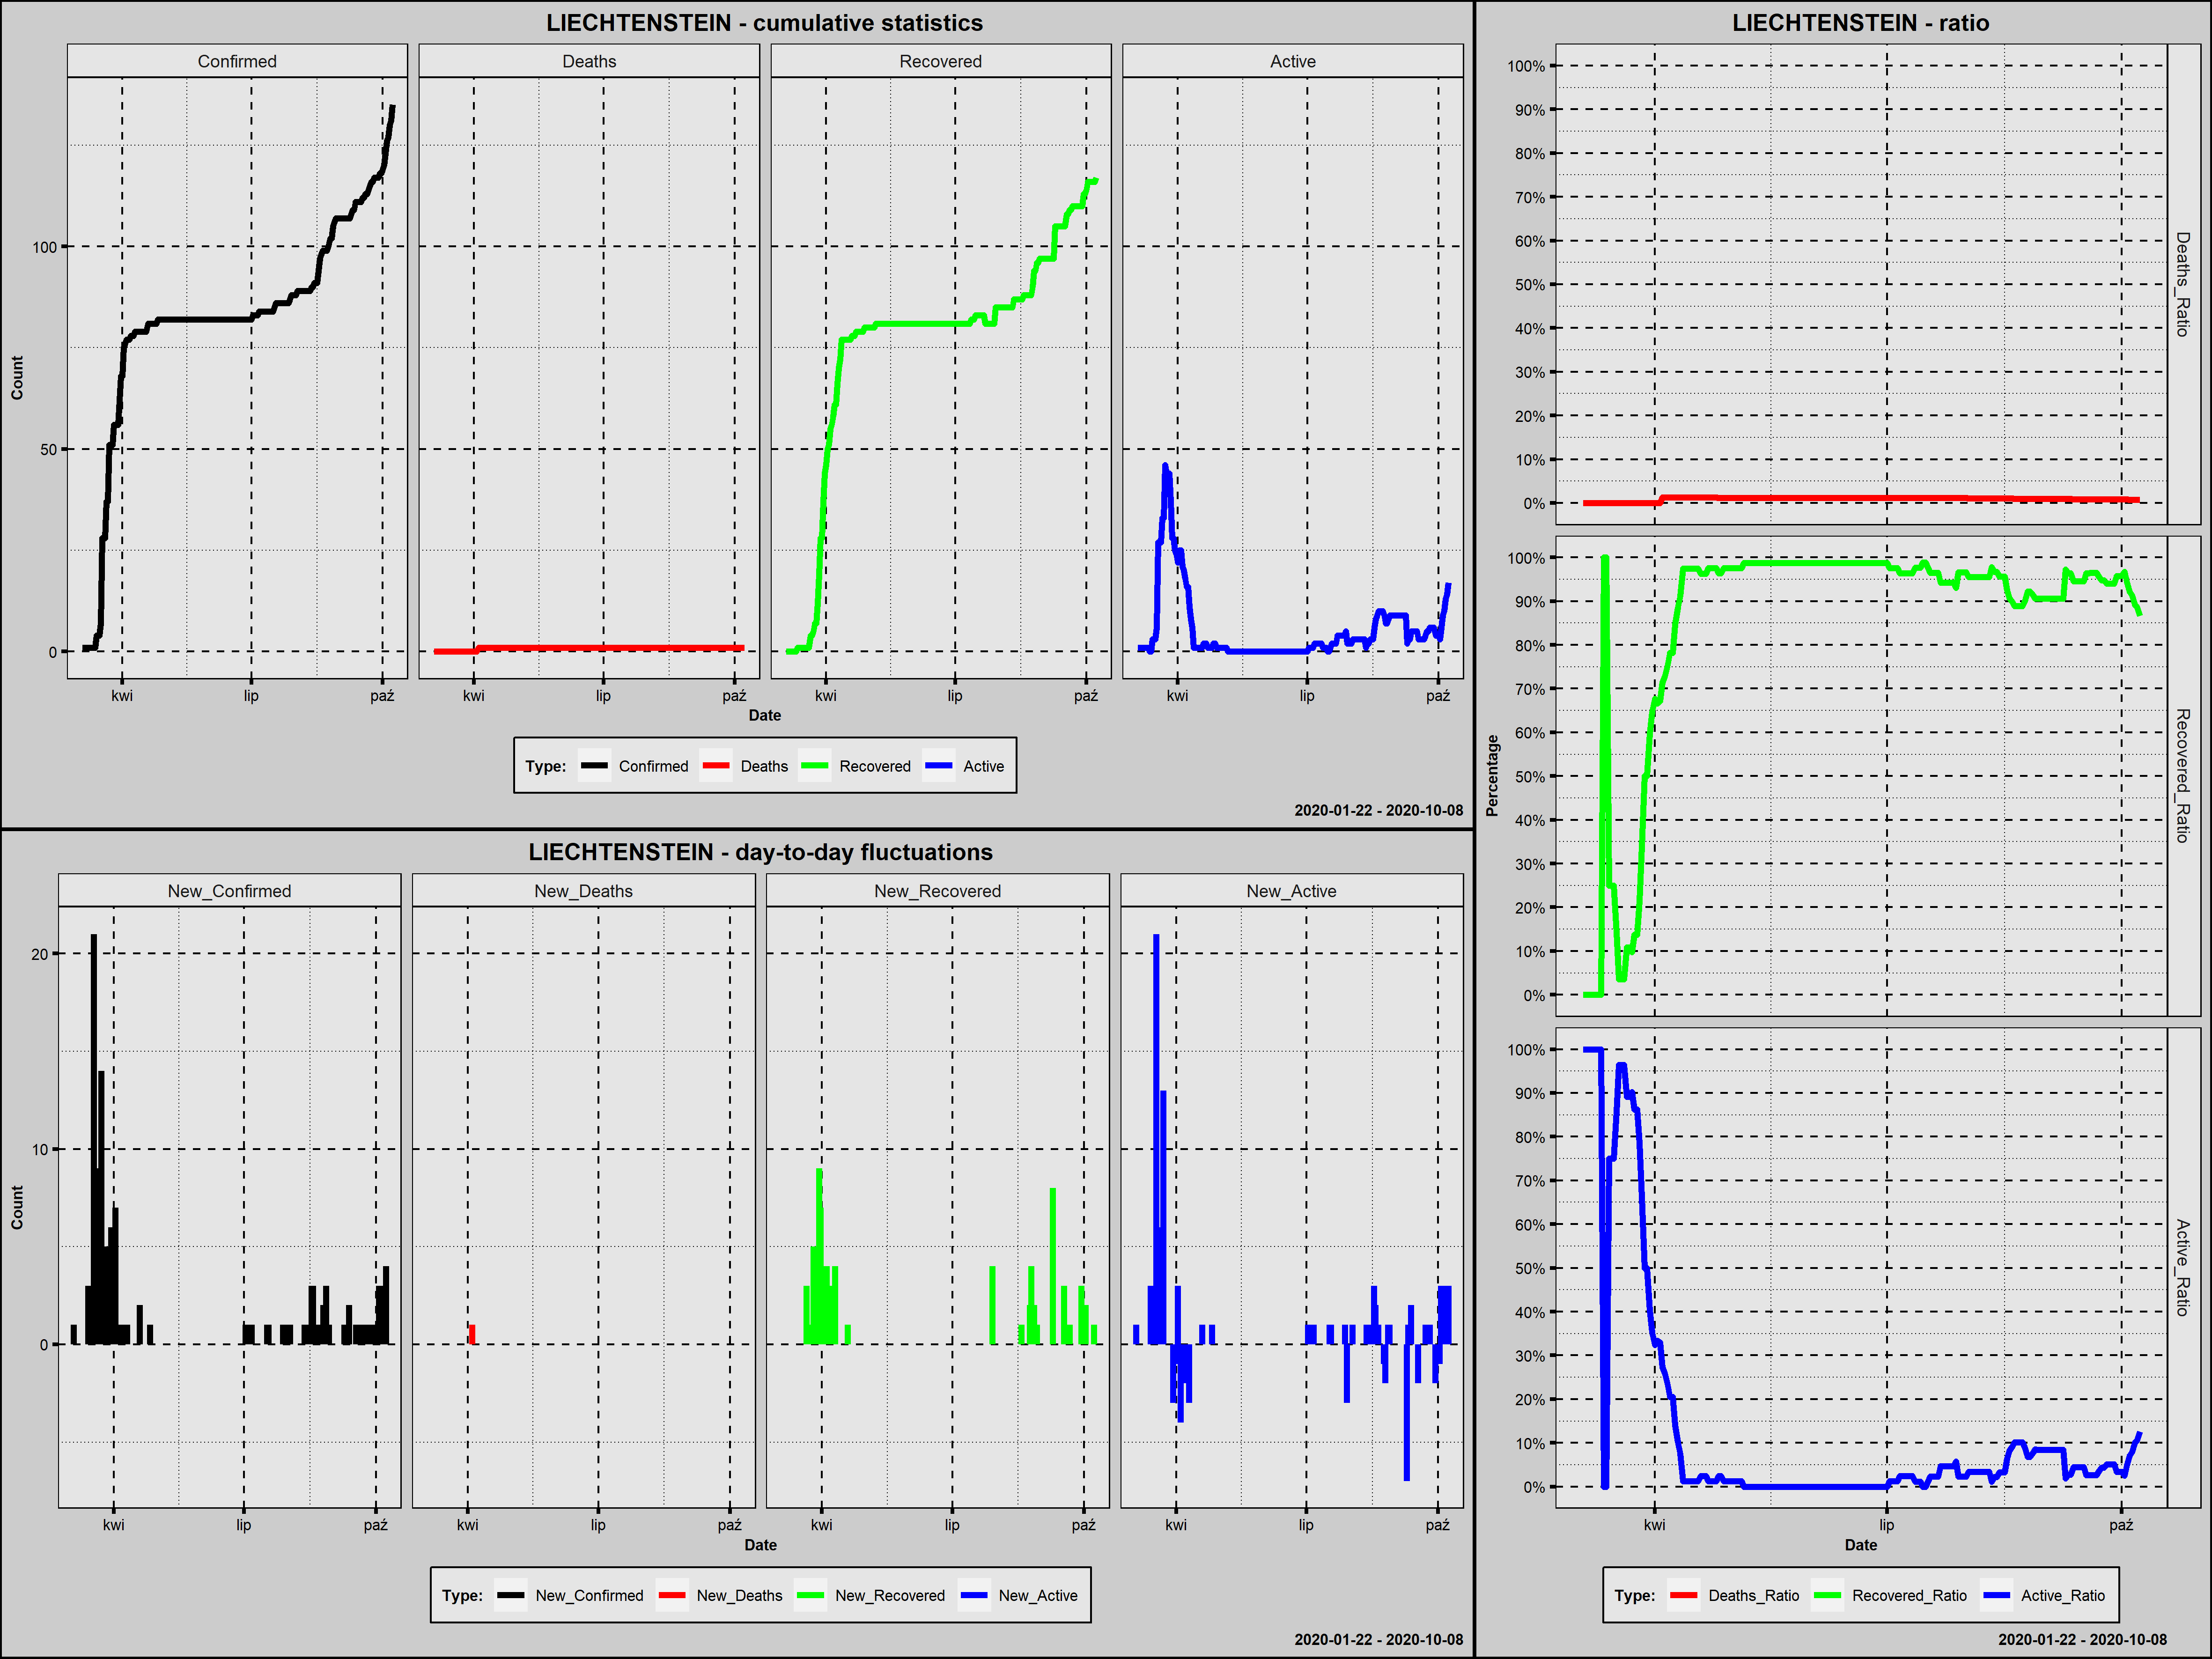 LIECHTENSTEIN - cumulative statistics
Confirmed Deaths Recovered Active
Count
100
50
0
kwi lip paź kwi lip paź kwi lip paź kwi lip paź
Date
Type: Confirmed Deaths Recovered Active
2020-01-22 - 2020-10-08
LIECHTENSTEIN - day-to-day fluctuations
New_Confirmed New_Deaths New_Recovered New_Active
Count
20
10
0
kwi lip paź kwi lip paź kwi lip paź kwi lip paź
Date
Type: New_Confirmed New_Deaths New_Recovered New_Active
2020-01-22 - 2020-10-08
LIECHTENSTEIN - ratio
Percentage
100%
90%
80%
70%
60%
50%
40%
30%
20%
10%
0%
Deaths_Ratio
100%
90%
80%
70%
60%
50%
40%
30%
20%
10%
0%
Recovered_Ratio
100%
90%
80%
70%
60%
50%
40%
30%
20%
10%
0%
Active_Ratio
kwi lip paź
Date
Type: Deaths_Ratio Recovered_Ratio Active_Ratio
2020-01-22 - 2020-10-08